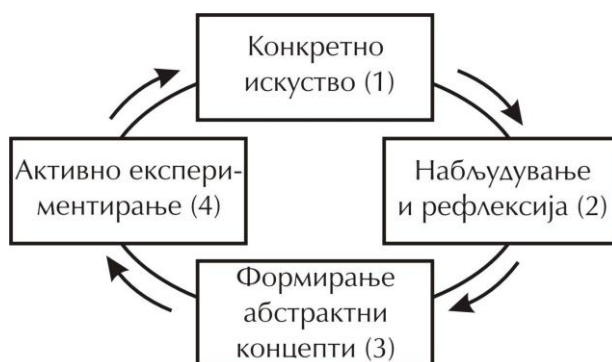 Конкретно
искуство (1)
Активно експери-
ментирање (4)
Набљудување
и рефлексија (2)
Формирање
абстрактни
концепти (3)